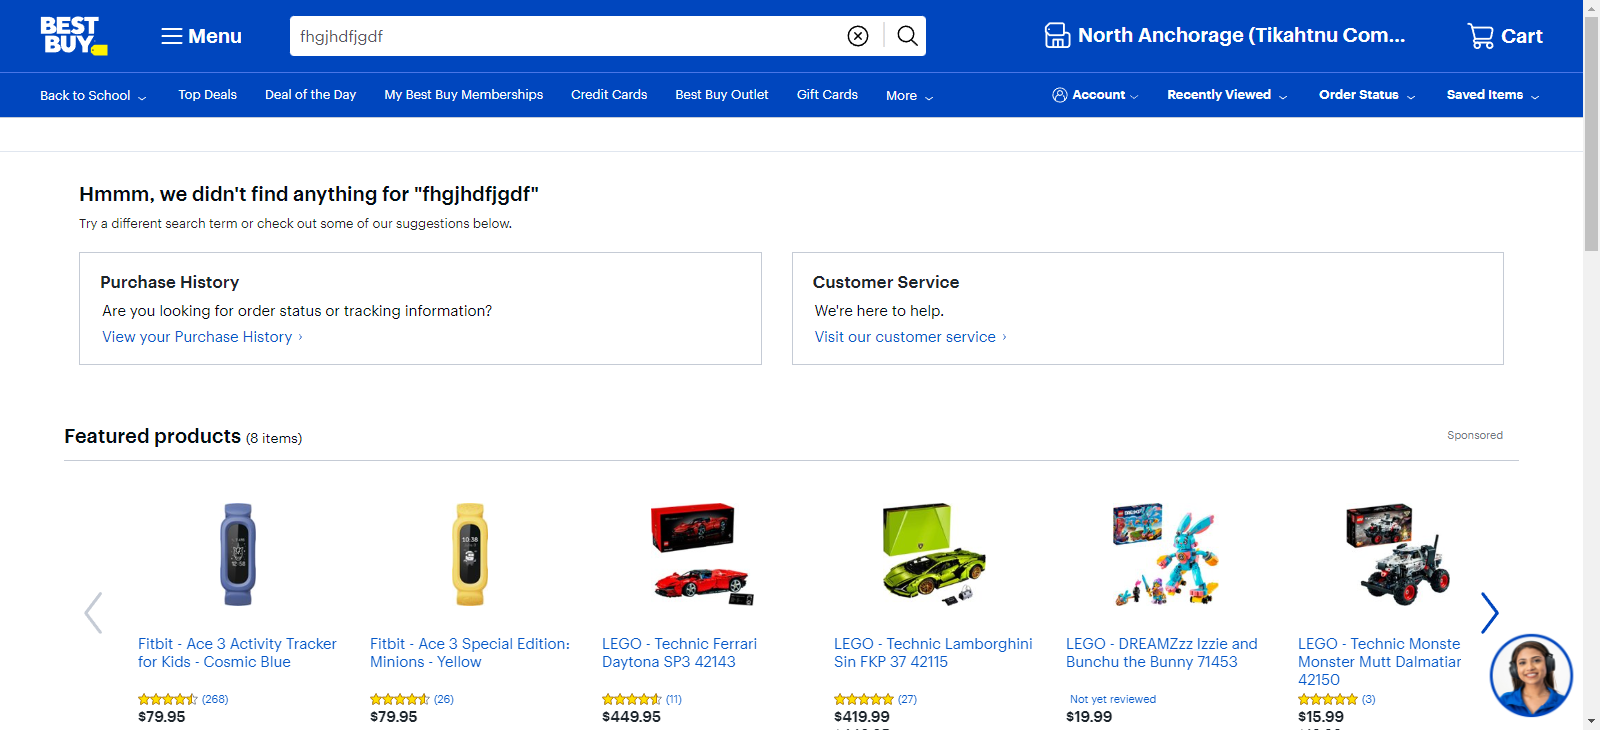 BEST
BUY
Menu
fhgjhdfjgdf
North Anchorage (Tikahtnu Com...
Cart
Back to School
Top Deals
Deal of the Day
My Best Buy Memberships
Credit Cards
Best Buy Outlet
Gift Cards
More
Account
Recently Viewed
Order Status
Saved Items
Hmmm, we didn't find anything for "fhgjhdfjgdf"
Try a different search term or check out some of our suggestions below.
Purchase History
Are you looking for order status or tracking information?
View your Purchase History
Customer Service
We're here to help.
Visit our customer service
Featured products (8 items)
Sponsored
Fitbit - Ace 3 Activity Tracker
for Kids - Cosmic Blue
(268)
$79.95
Fitbit - Ace 3 Special Edition:
Minions - Yellow
(26)
$79.95
LEGO - Technic Ferrari
Daytona SP3 42143
(11)
$449.95
LEGO - Technic Lamborghini
Sin FKP 37 42115
(27)
$419.99
LEGO - DREAMZzz Izzie and
Bunchu the Bunny 71453
Not yet reviewed
$19.99
LEGO - Technic Monste
Monster Mutt Dalmatian
42150
(3)
$15.99